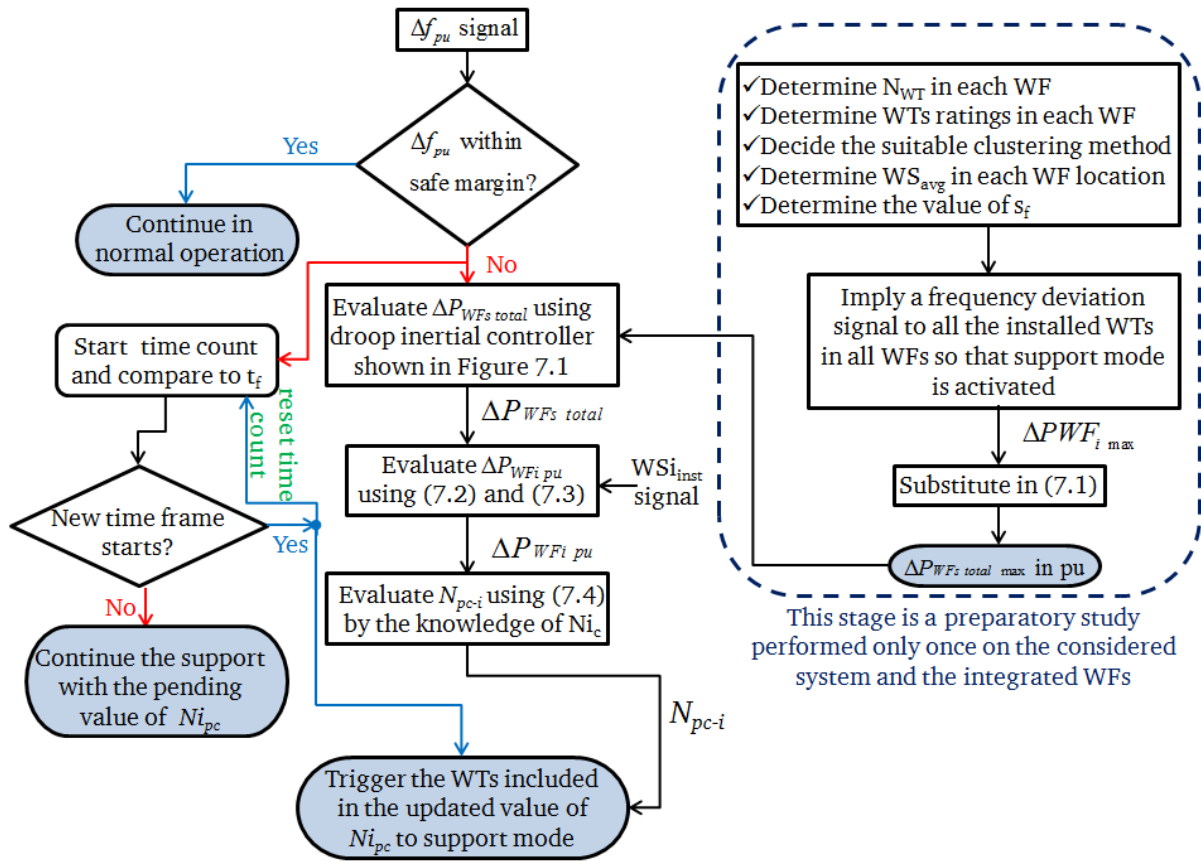 Δf_pu signal
Δf_pu within
safe margin?
Yes
Continue in
normal operation
No
Evaluate ΔP_WFs total using
droop inertial controller
shown in Figure 7.1
Start time count
and compare to t_f
reset time
count
ΔP_WFs total
Evaluate ΔP_WFi pu
using (7.2) and (7.3)
WSi_inst
signal
New time frame
starts?
Yes
ΔP_WFi pu
Evaluate N_pc-i using (7.4)
by the knowledge of Ni_c
No
Continue the support
with the pending
value of Ni_pc
N_pc-i
Trigger the WTs included
in the updated value of
Ni_pc to support mode
✓Determine N_WT in each WF
✓Determine WTs ratings in each WF
✓Decide the suitable clustering method
✓Determine WS_avg in each WF location
✓Determine the value of s_f
Imply a frequency deviation
signal to all the installed WTs
in all WFs so that support mode
is activated
ΔPWF_i max
Substitute in (7.1)
ΔP_WFs total max in pu
This stage is a preparatory study
performed only once on the considered
system and the integrated WFs